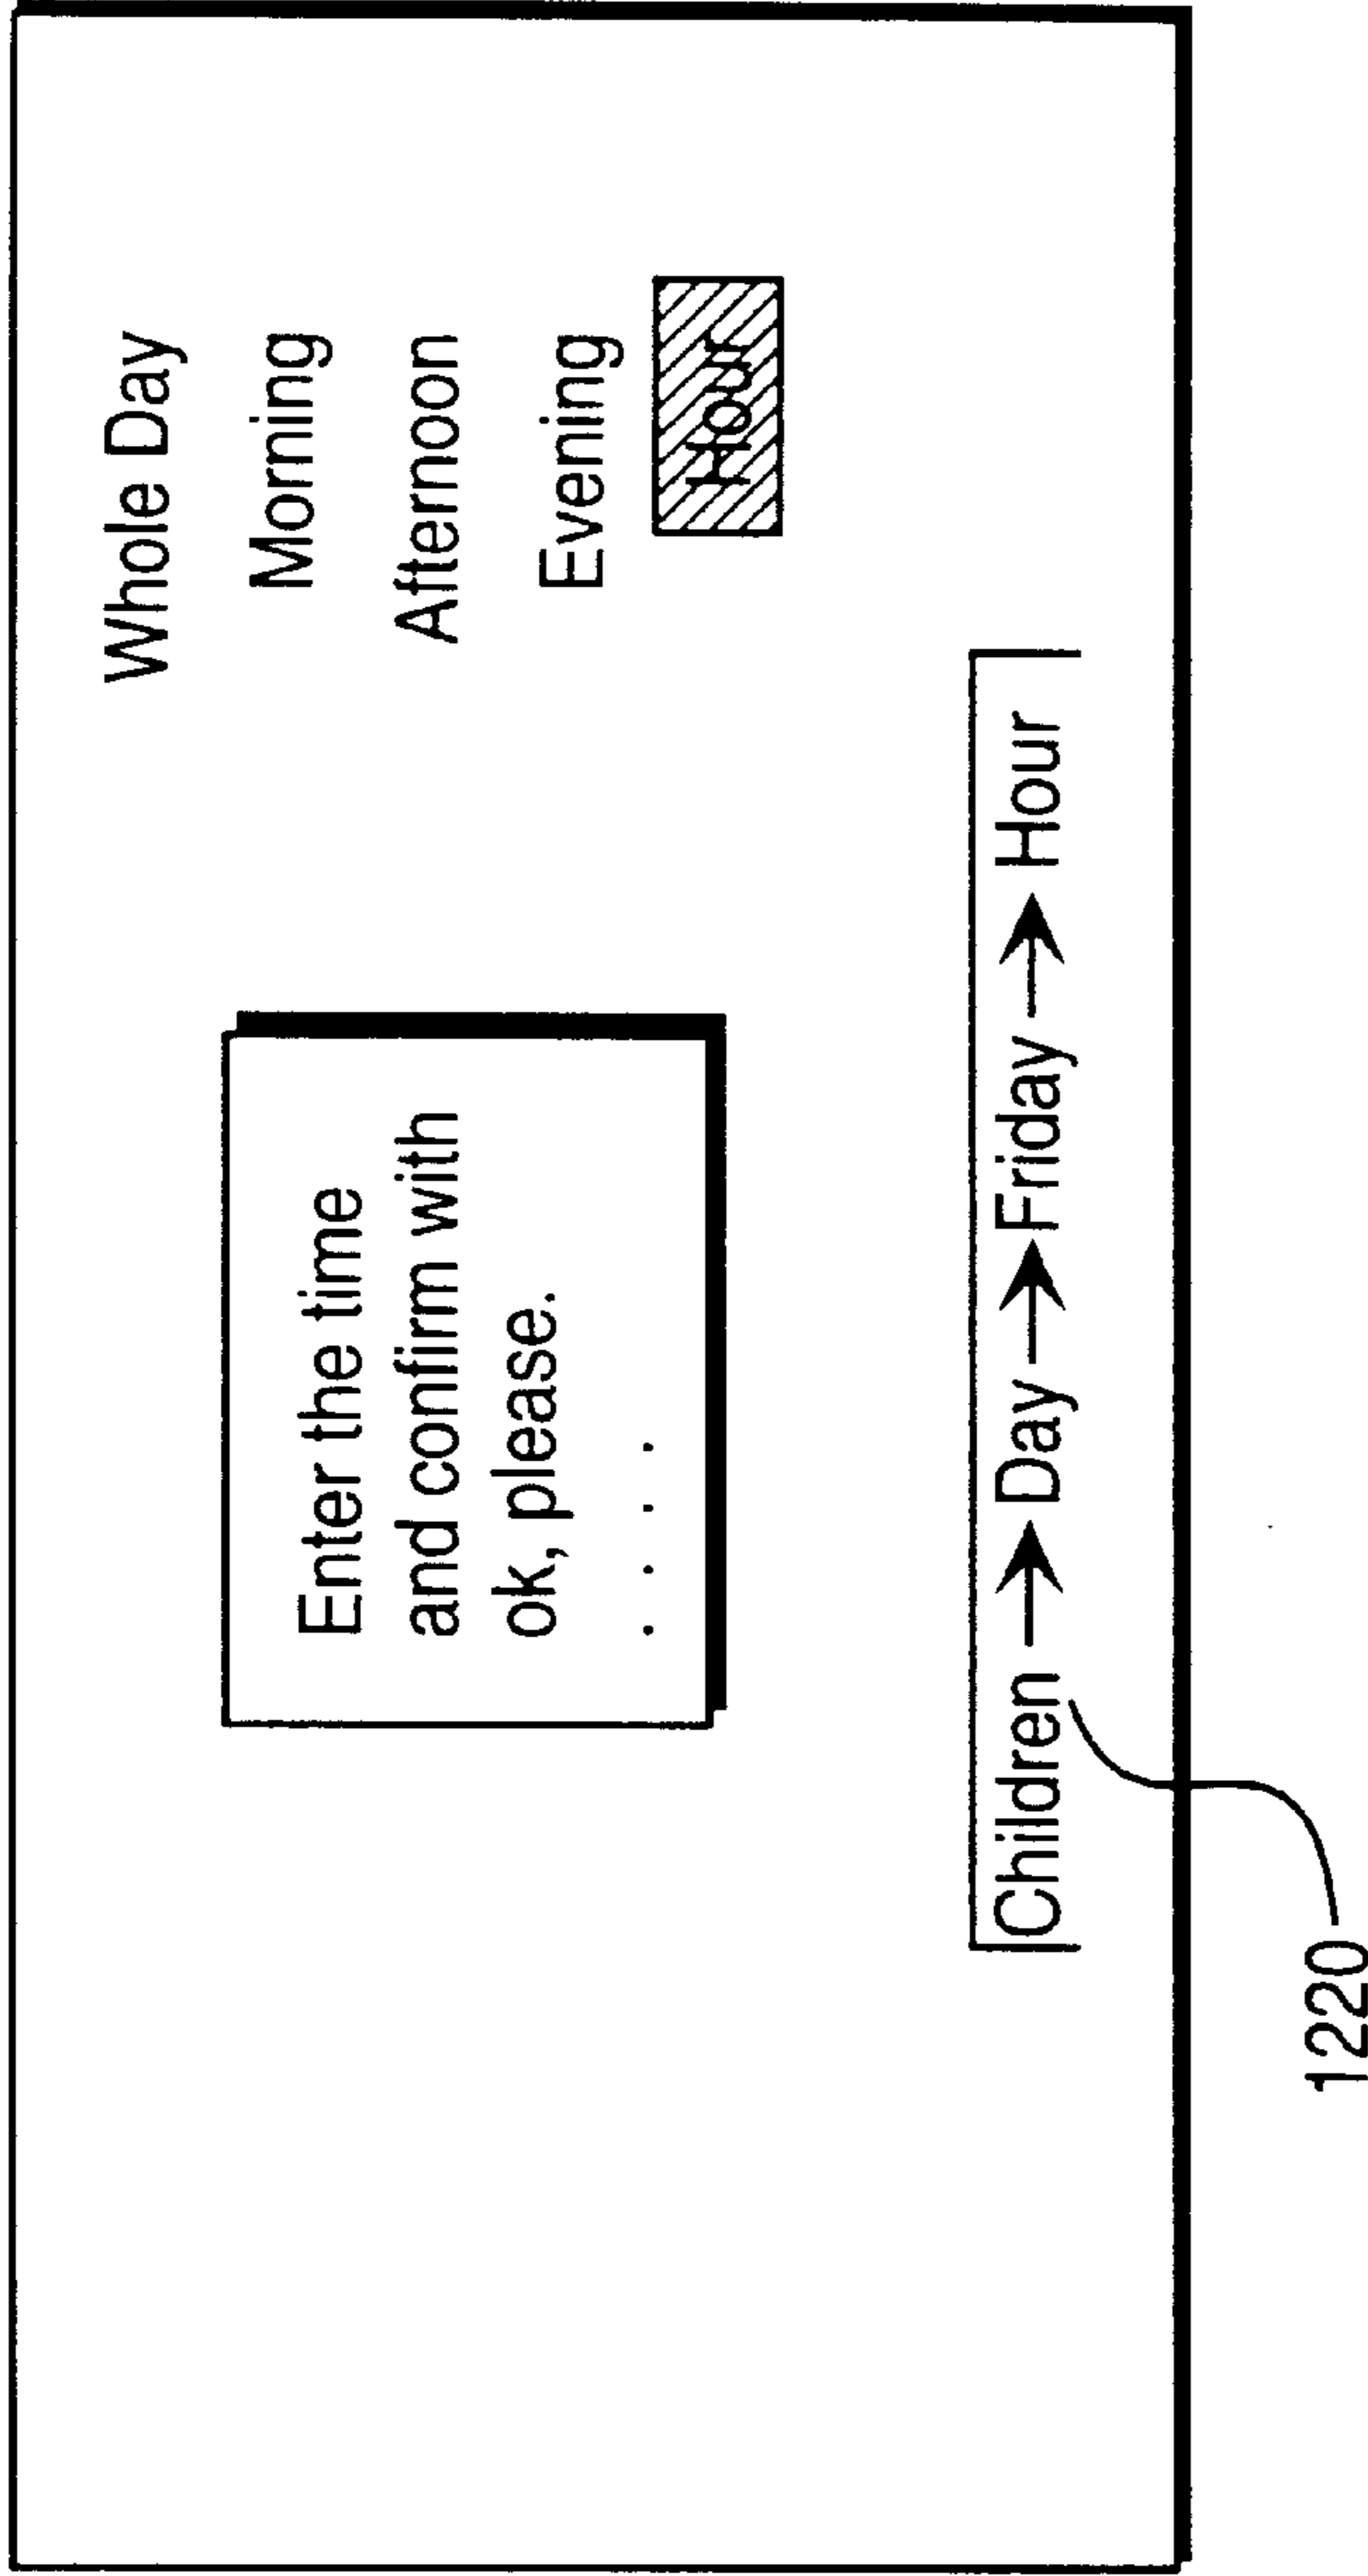 Whole Day
Morning
Afternoon
Evening
Hour
Enter the time
and confirm with
ok, please.
. . . .
Children → Day → Friday → Hour
1220